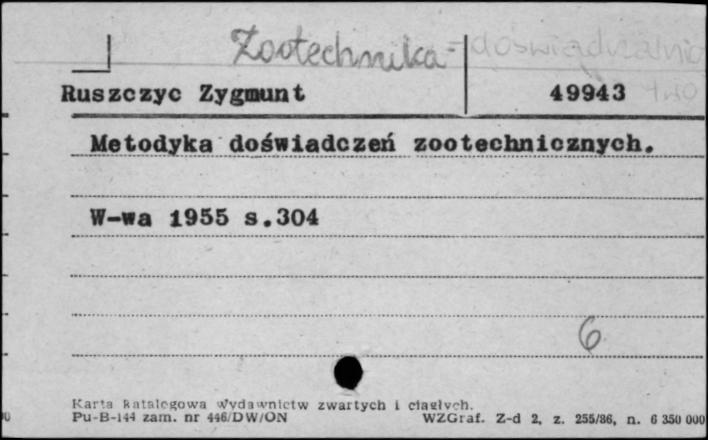 Zootechnika - doświadczalnictwo
Ruszczyc Zygmunt 49943
Metodyka doświadczeń zootechnicznych.
W-wa 1955 s.304
6
Karta katalogowa wydawnictw zwartych i ciągłych.
Pu-B-144 zam. nr 446/DW/ON WZGraf. Z-d 2, z. 255/86, n. 6 350 000